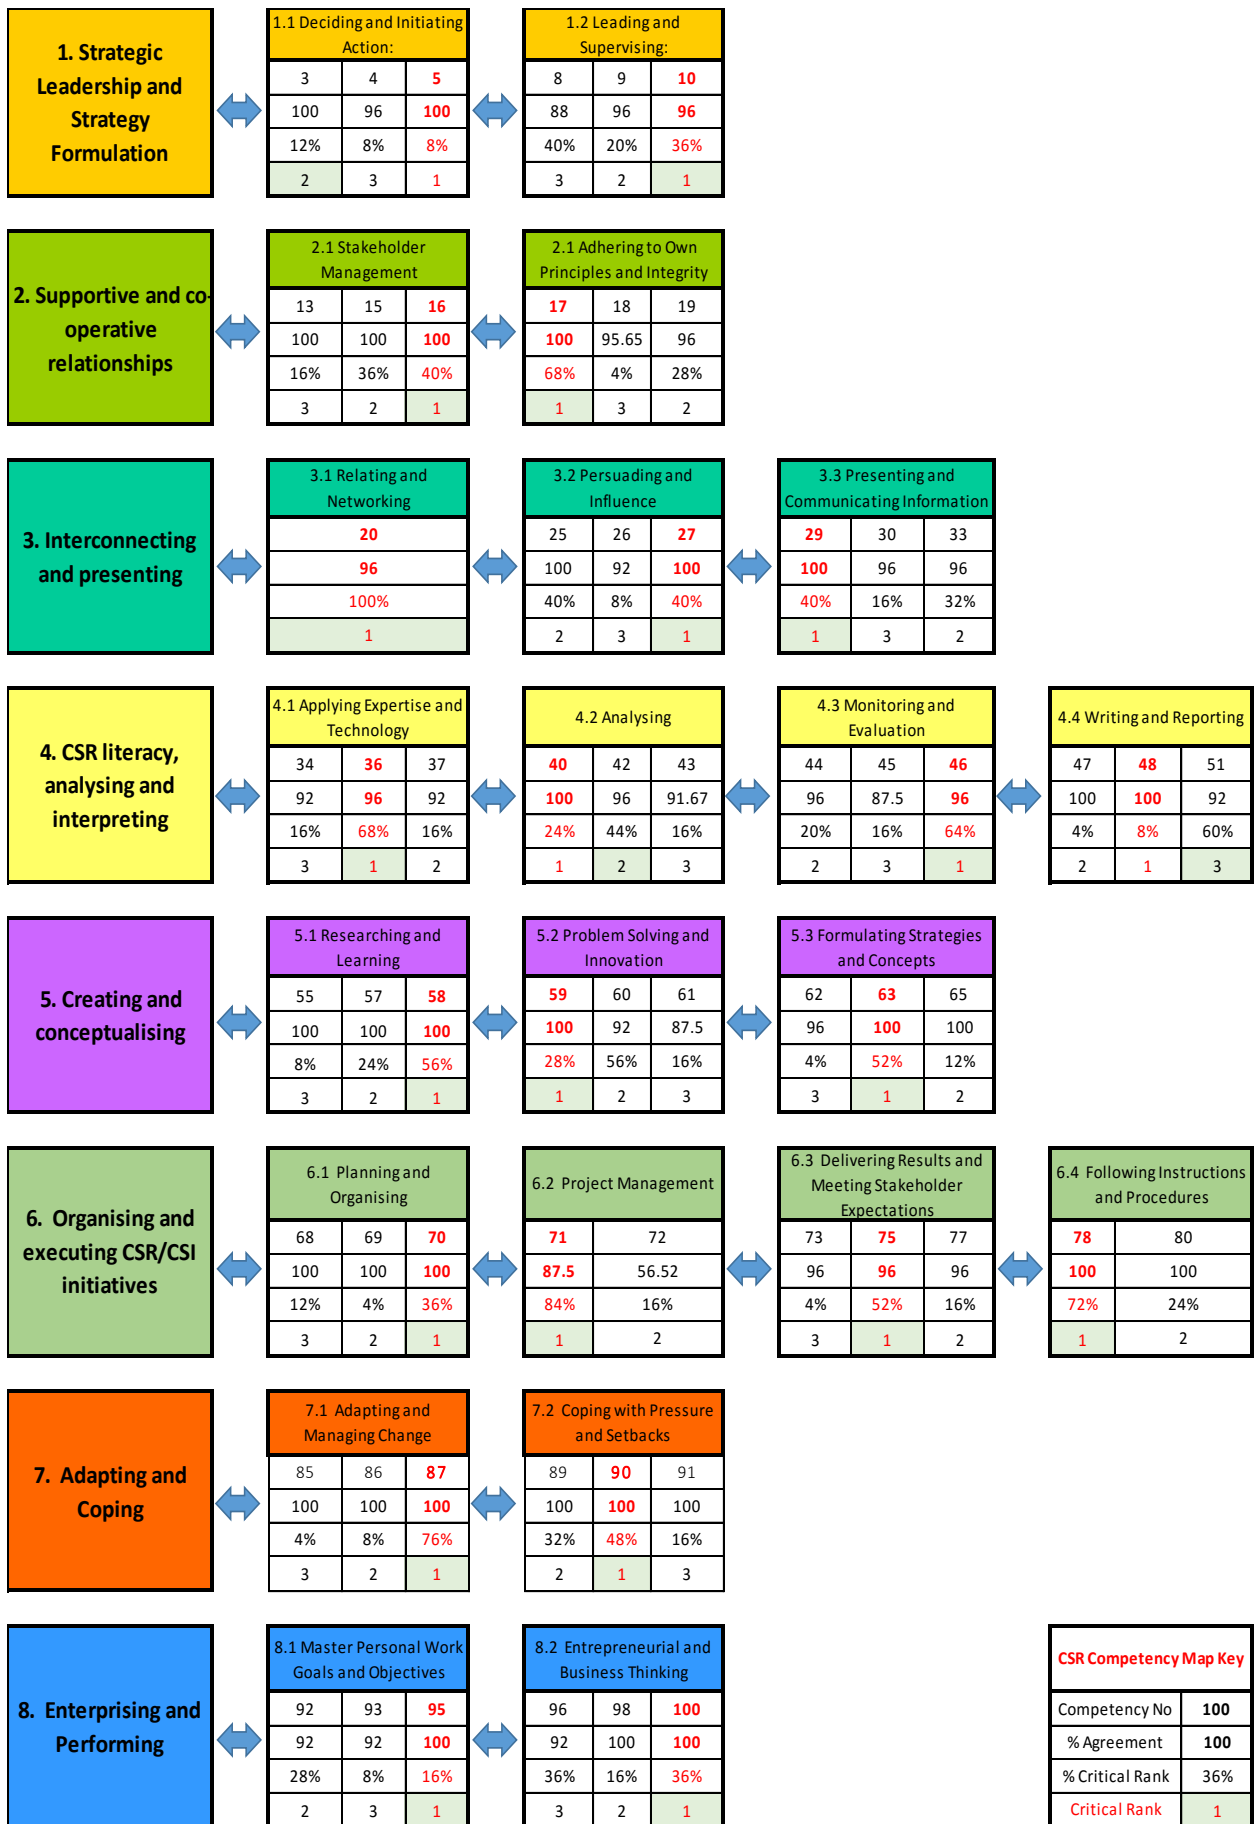 1. Strategic
Leadership and
Strategy
Formulation
1.1 Deciding and Initiating
Action:
3 4 5
100 96 100
12% 8% 8%
2 3 1
1.2 Leading and
Supervising:
8 9 10
88 96 96
40% 20% 36%
3 2 1
2. Supportive and co-
operative
relationships
2.1 Stakeholder
Management
13 15 16
100 100 100
16% 36% 40%
3 2 1
2.1 Adhering to Own
Principles and Integrity
17 18 19
100 95.65 96
68% 4% 28%
1 3 2
3. Interconnecting
and presenting
3.1 Relating and
Networking
20
96
100%
1
3.2 Persuading and
Influence
25 26 27
100 92 100
40% 8% 40%
2 3 1
3.3 Presenting and
Communicating Information
29 30 33
100 96 96
40% 16% 32%
1 3 2
4. CSR literacy,
analysing and
interpreting
4.1 Applying Expertise and
Technology
34 36 37
92 96 92
16% 68% 16%
3 1 2
4.2 Analysing
40 42 43
100 96 91.67
24% 44% 16%
1 2 3
4.3 Monitoring and
Evaluation
44 45 46
96 87.5 96
20% 16% 64%
2 3 1
4.4 Writing and Reporting
47 48 51
100 100 92
4% 8% 60%
2 1 3
5. Creating and
conceptualising
5.1 Researching and
Learning
55 57 58
100 100 100
8% 24% 56%
3 2 1
5.2 Problem Solving and
Innovation
59 60 61
100 92 87.5
28% 56% 16%
1 2 3
5.3 Formulating Strategies
and Concepts
62 63 65
96 100 100
4% 52% 12%
3 1 2
6. Organising and
executing CSR/CSI
initiatives
6.1 Planning and
Organising
68 69 70
100 100 100
12% 4% 36%
3 2 1
6.2 Project Management
71 72
87.5 56.52
84% 16%
1 2
6.3 Delivering Results and
Meeting Stakeholder
Expectations
73 75 77
96 96 96
4% 52% 16%
3 1 2
6.4 Following Instructions
and Procedures
78 80
100 100
72% 24%
1 2
7. Adapting and
Coping
7.1 Adapting and
Managing Change
85 86 87
100 100 100
4% 8% 76%
3 2 1
7.2 Coping with Pressure
and Setbacks
89 90 91
100 100 100
32% 48% 16%
2 1 3
8. Enterprising and
Performing
8.1 Master Personal Work
Goals and Objectives
92 93 95
92 92 100
28% 8% 16%
2 3 1
8.2 Entrepreneurial and
Business Thinking
96 98 100
92 100 100
36% 16% 36%
3 2 1
CSR Competency Map Key
Competency No 100
% Agreement 100
% Critical Rank 36%
Critical Rank 1